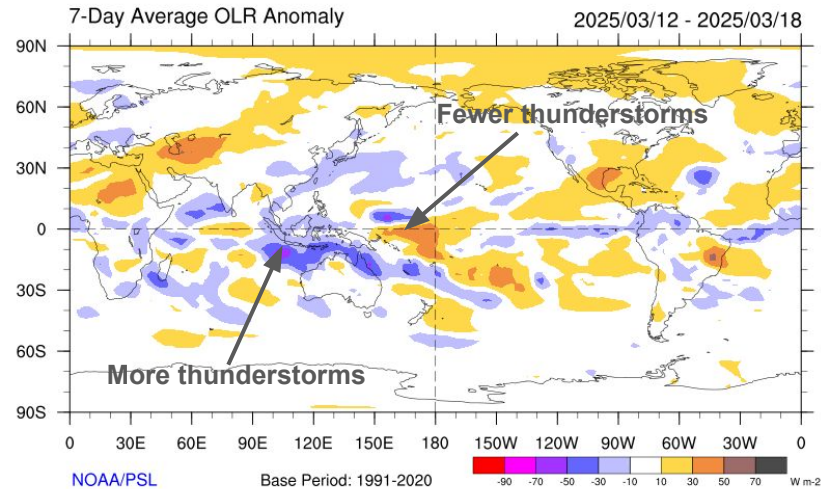 7-Day Average OLR Anomaly 2025/03/12 - 2025/03/18
90N
60N
Fewer thunderstorms
30N
0
30S
60S
More thunderstorms
90S
0 30E 60E 90E 120E 150E 180 150W 120W 90W 60W 30W 0
NOAA/PSL Base Period: 1991-2020
-90 -70 -50 -30 -10 10 30 50 70 W m-2